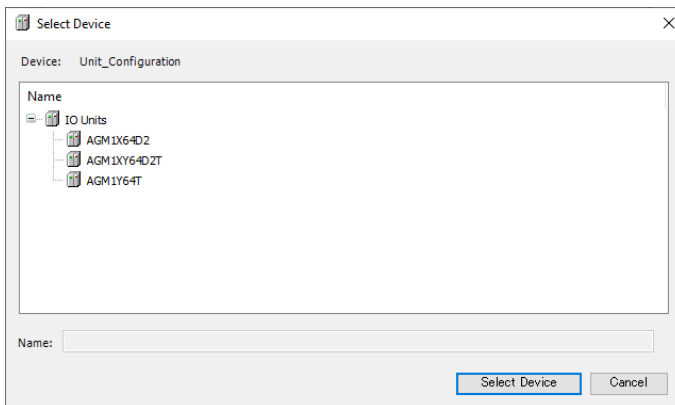 Select Device
Device: Unit_Configuration
Name
IO Units
AGM1X64D2
AGM1XY64D2T
AGM1Y64T
Name:
Select Device Cancel